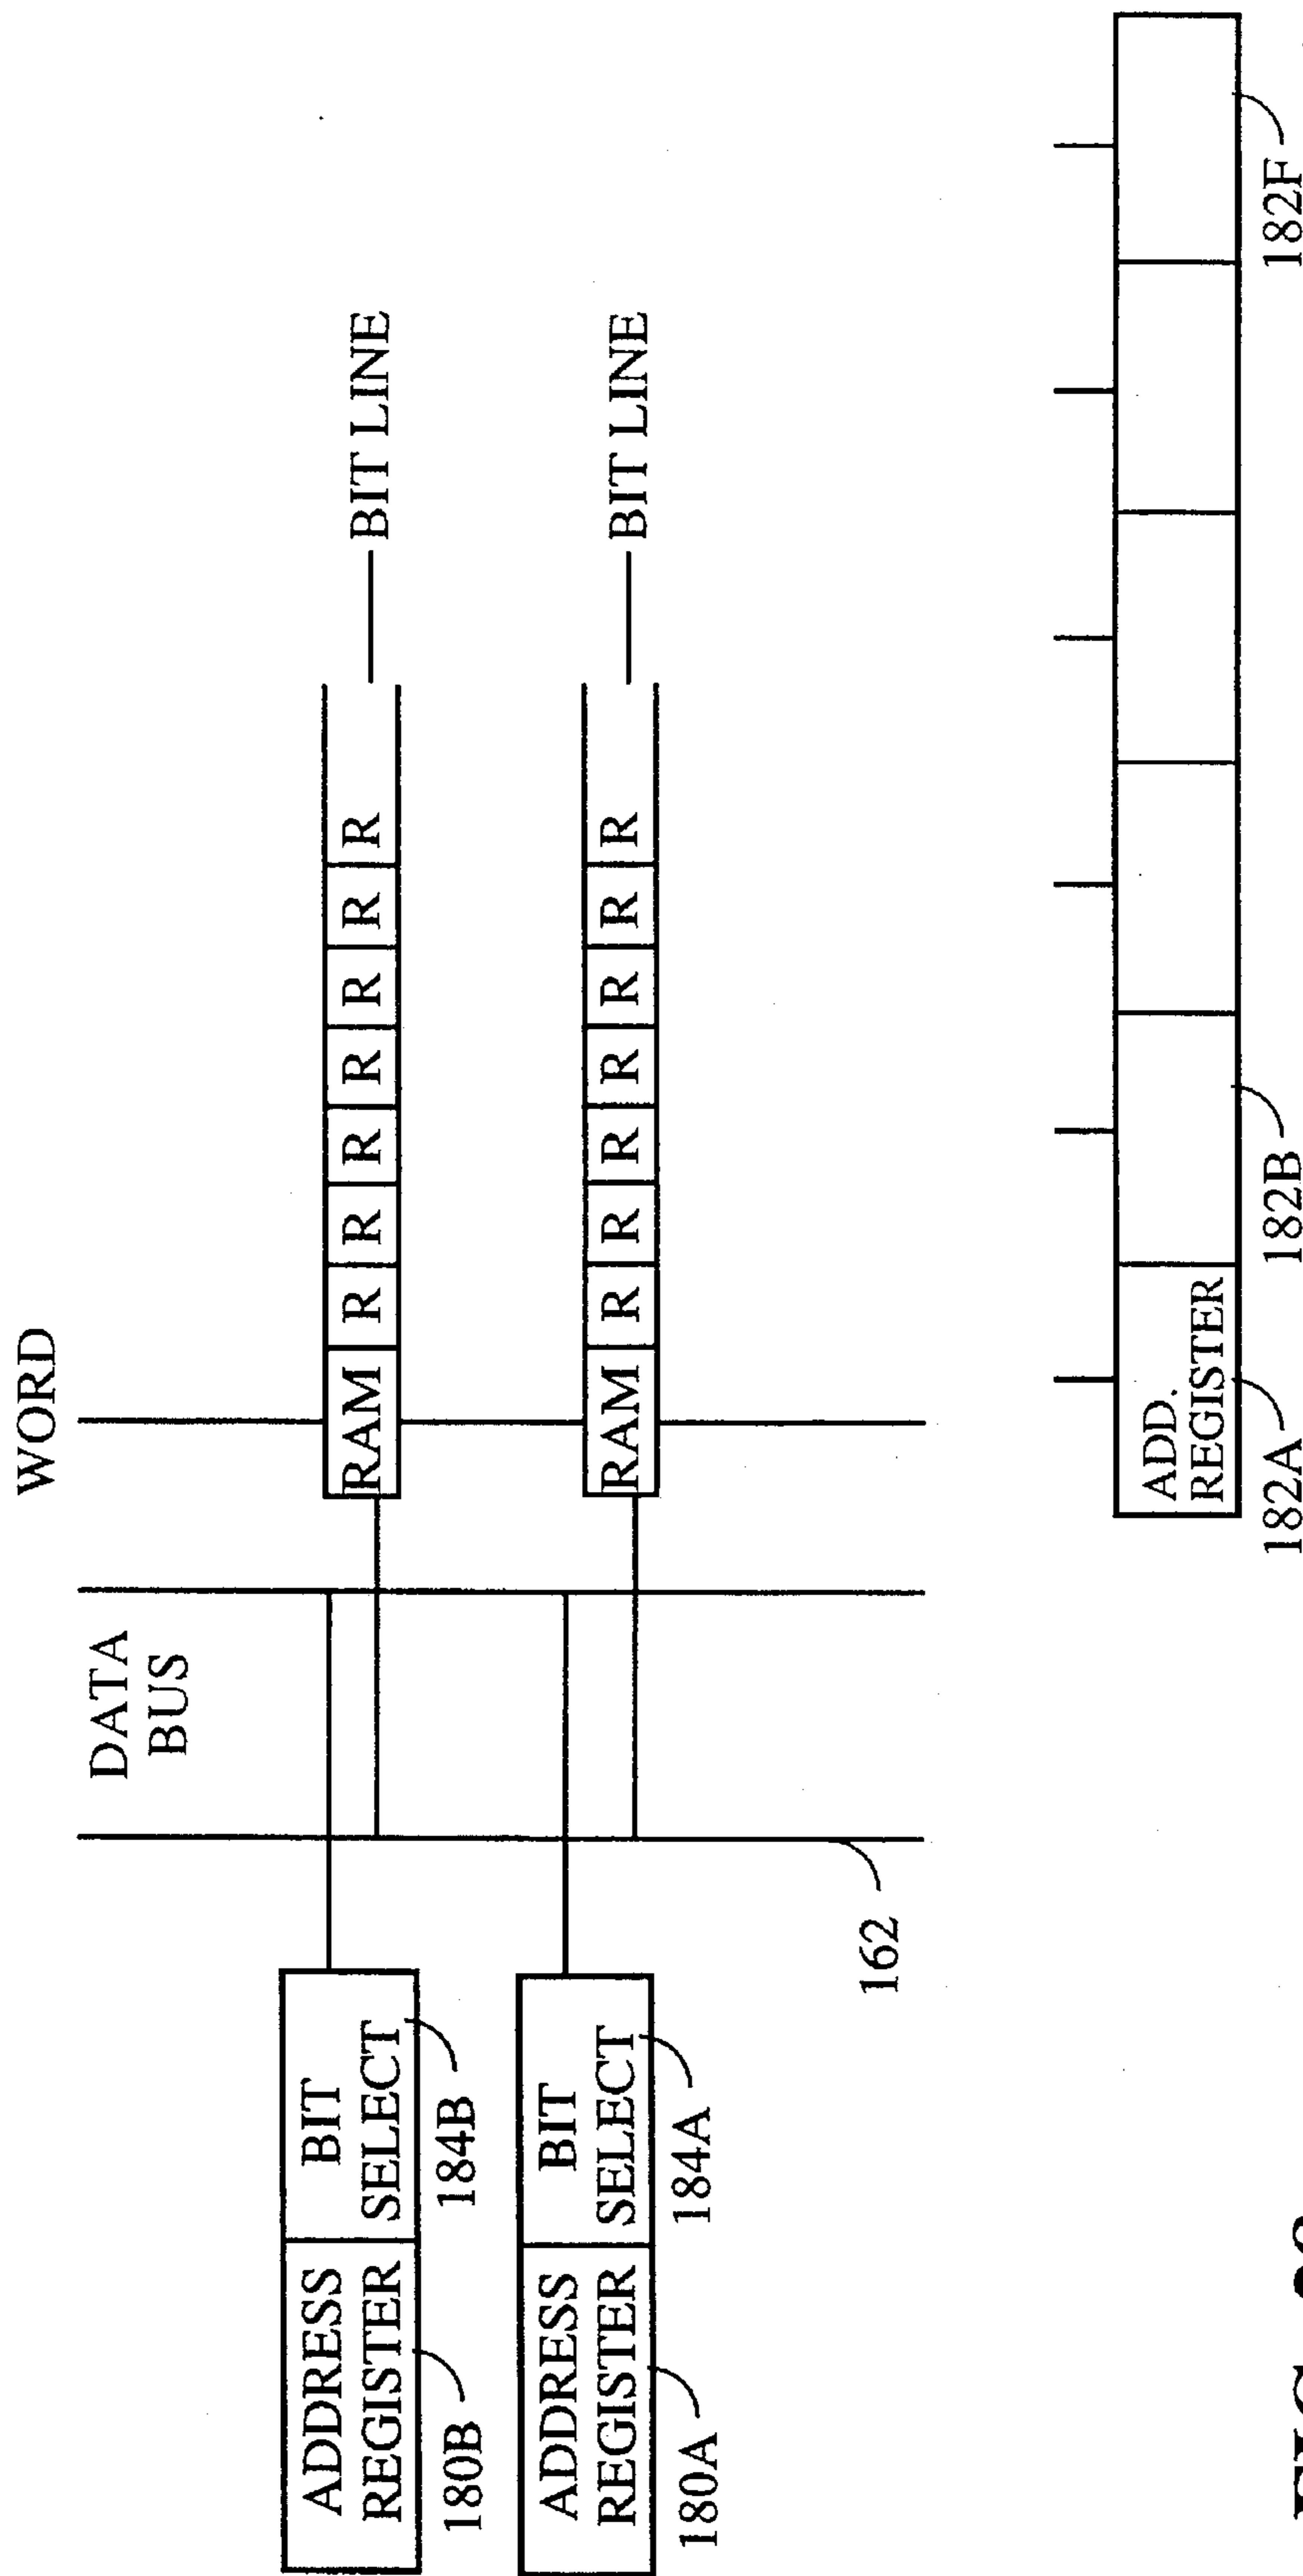 WORD
DATA
BUS
ADDRESS
REGISTER
BIT
SELECT
RAM R R R R R R R
BIT LINE
180B
184B
ADDRESS
REGISTER
BIT
SELECT
RAM R R R R R R R
BIT LINE
180A
184A
162
ADD.
REGISTER
182A
182B
182F